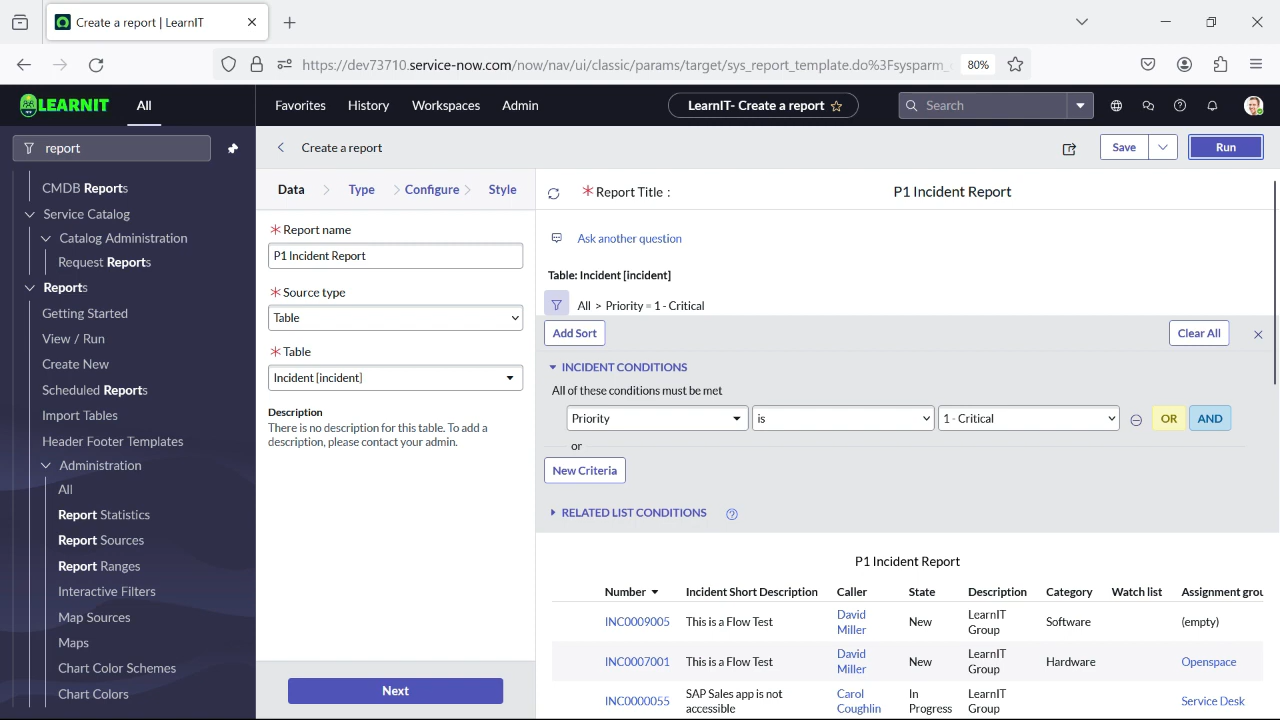 Create a report | LearnIT
https://dev73710.service-now.com/now/nav/ui/classic/params/target/sys_report_template.do%3Fsysparm_
80%
LEARNIT
All
Favorites
History
Workspaces
Admin
LearnIT- Create a report
Search
report
Create a report
Save
Run
CMDB Reports
Service Catalog
Catalog Administration
Request Reports
Reports
Getting Started
View / Run
Create New
Scheduled Reports
Import Tables
Header Footer Templates
Administration
All
Report Statistics
Report Sources
Report Ranges
Interactive Filters
Map Sources
Maps
Chart Color Schemes
Chart Colors
Data > Type > Configure > Style
* Report name
P1 Incident Report
* Source type
Table
* Table
Incident [incident]
Description
There is no description for this table. To add a
description, please contact your admin.
Next
* Report Title :
P1 Incident Report
Ask another question
Table: Incident [incident]
All > Priority = 1 - Critical
Add Sort
Clear All
INCIDENT CONDITIONS
All of these conditions must be met
Priority
is
1 - Critical
OR
AND
or
New Criteria
RELATED LIST CONDITIONS
P1 Incident Report
Number Incident Short Description Caller State Description Category Watch list Assignment grou
INC0009005 This is a Flow Test David Miller New LearnIT Group Software (empty)
INC0007001 This is a Flow Test David Miller New LearnIT Group Hardware Openspace
INC0000055 SAP Sales app is not accessible Carol Coughlin In Progress LearnIT Group Service Desk